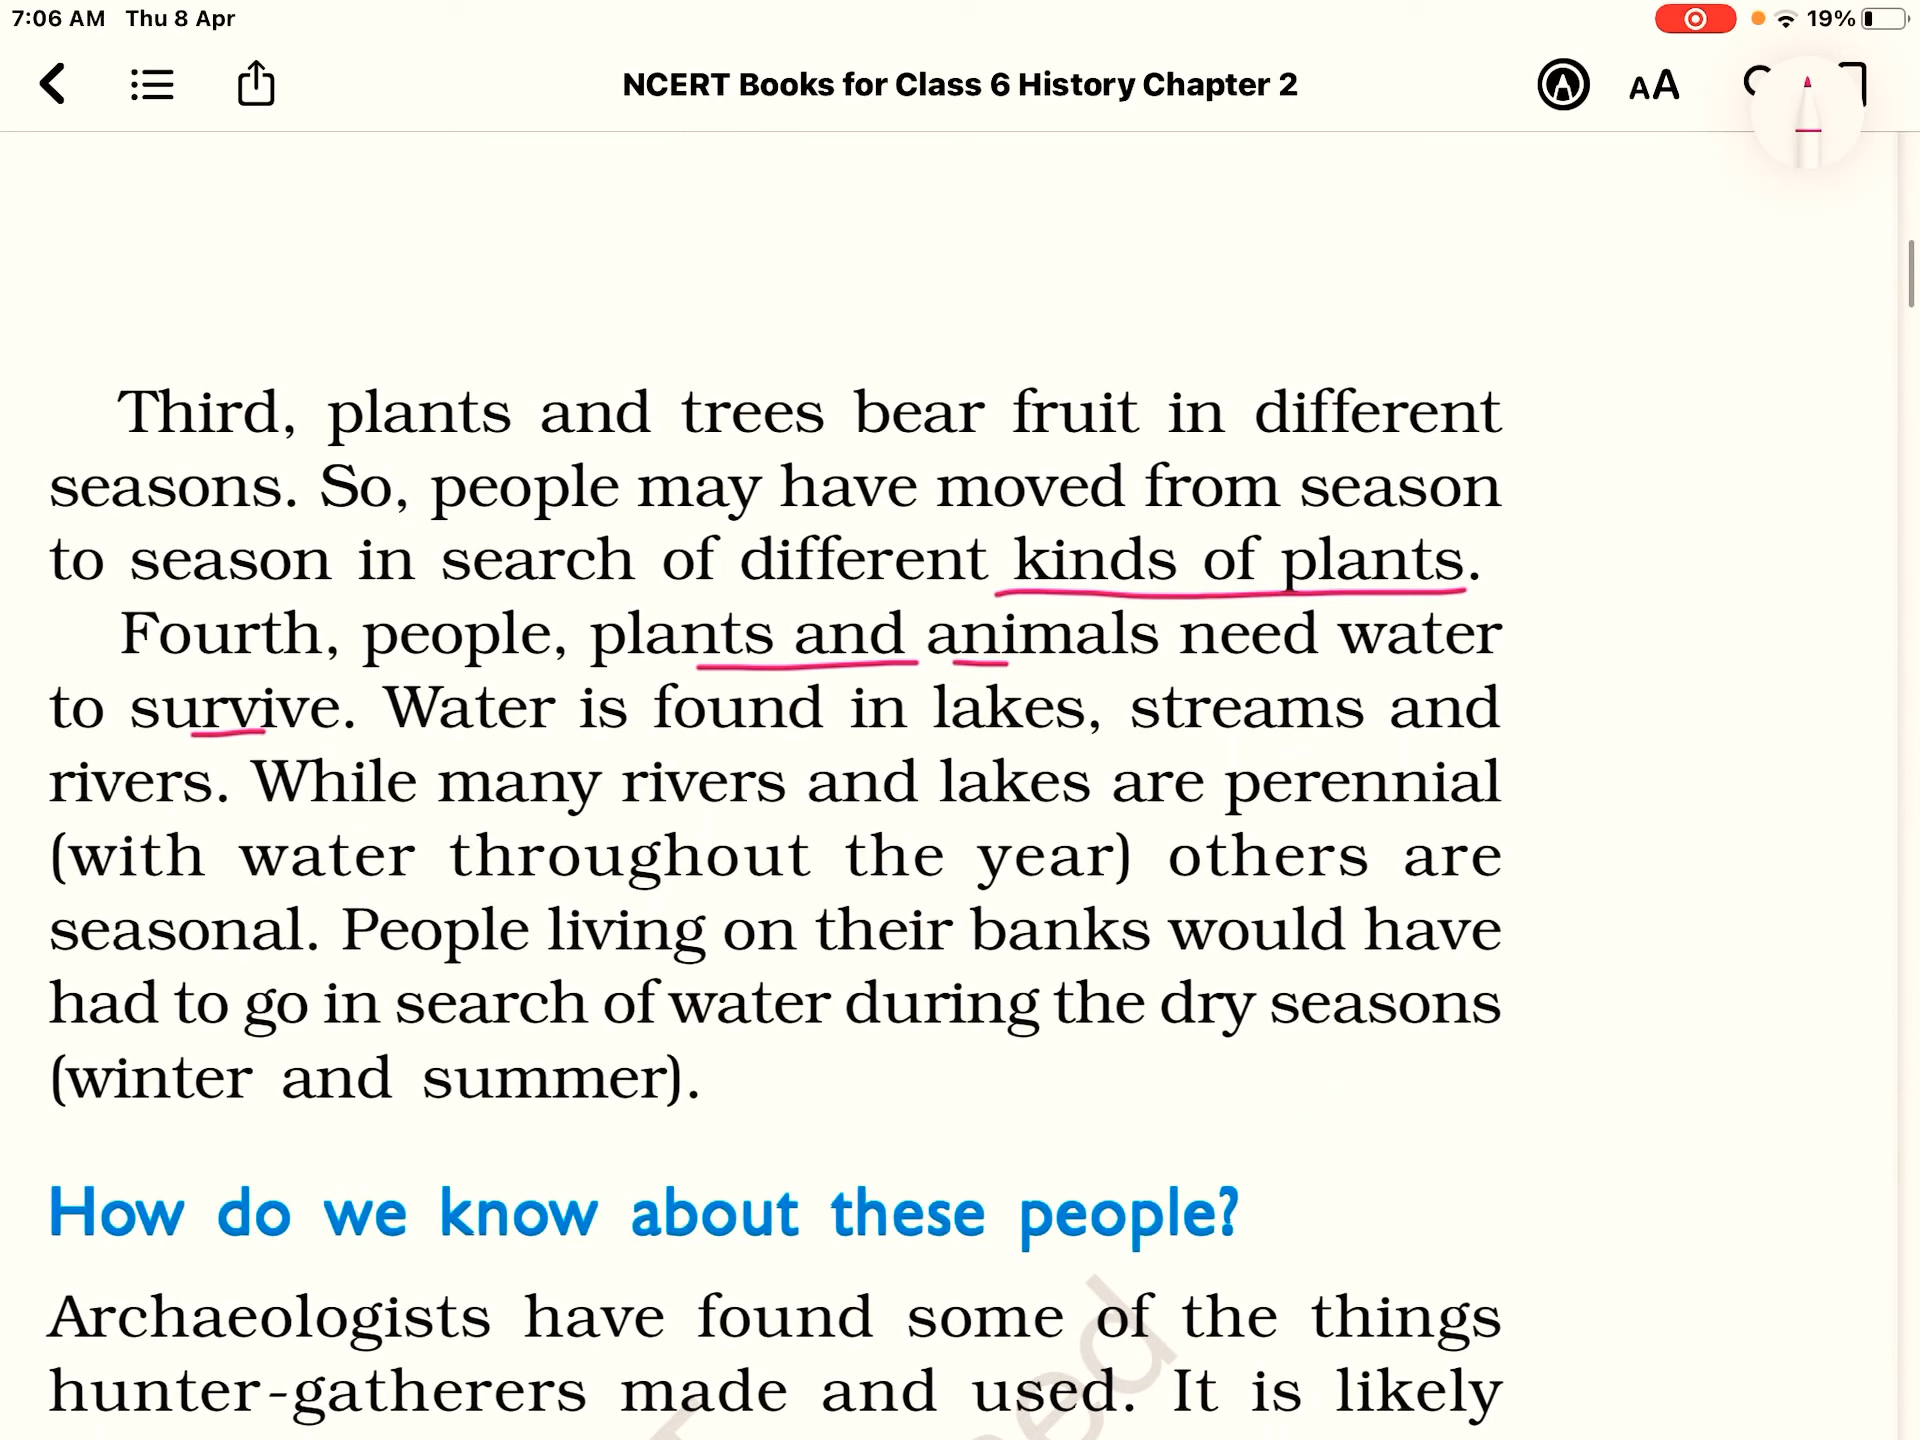 7:06 AM Thu 8 Apr
19%
NCERT Books for Class 6 History Chapter 2
AA
Third, plants and trees bear fruit in different
seasons. So, people may have moved from season
to season in search of different kinds of plants.
Fourth, people, plants and animals need water
to survive. Water is found in lakes, streams and
rivers. While many rivers and lakes are perennial
(with water throughout the year) others are
seasonal. People living on their banks would have
had to go in search of water during the dry seasons
(winter and summer).
How do we know about these people?
Archaeologists have found some of the things
hunter-gatherers made and used. It is likely